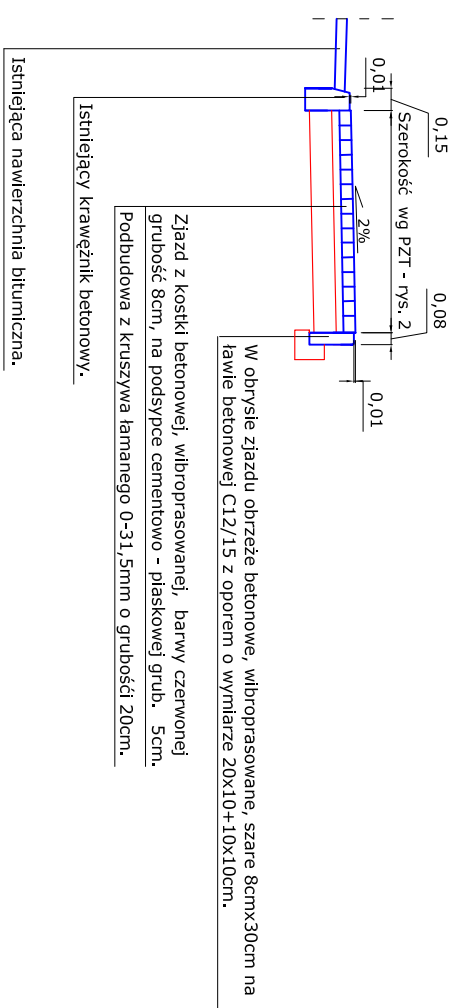 0,15
0,08
0,01
Szerokość wg PZT - rys. 2
0,01
2%
W obrysie zjazdu obrzeże betonowe, wibroprasowane, szare 8cmx30cm na
ławie betonowej C12/15 z oporem o wymiarze 20x10+10x10cm.
Zjazd z kostki betonowej, wibroprasowanej, barwy czerwonej
grubość 8cm, na podsypce cementowo - piaskowej grub. 5cm.
Podbudowa z kruszywa łamanego 0-31,5mm o grubośći 20cm.
Istniejący krawężnik betonowy.
Istniejąca nawierzchnia bitumiczna.